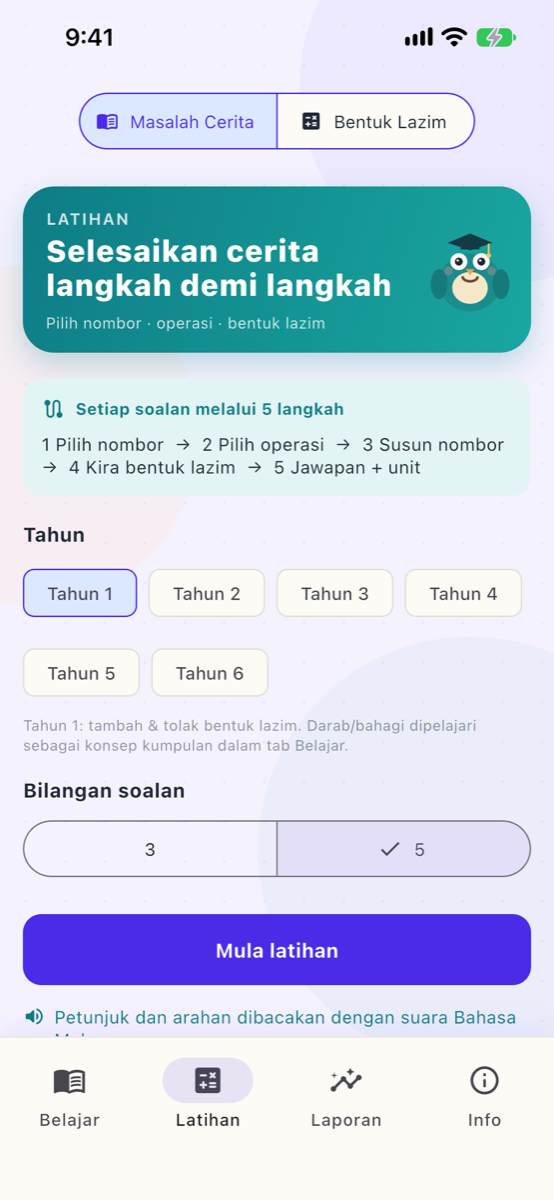 9:41
Masalah Cerita
Bentuk Lazim
LATIHAN
Selesaikan cerita
langkah demi langkah
Pilih nombor · operasi · bentuk lazim
Setiap soalan melalui 5 langkah
1 Pilih nombor → 2 Pilih operasi → 3 Susun nombor
→ 4 Kira bentuk lazim → 5 Jawapan + unit
Tahun
Tahun 1 Tahun 2 Tahun 3 Tahun 4
Tahun 5 Tahun 6
Tahun 1: tambah & tolak bentuk lazim. Darab/bahagi dipelajari
sebagai konsep kumpulan dalam tab Belajar.
Bilangan soalan
3 5
Mula latihan
Petunjuk dan arahan dibacakan dengan suara Bahasa
Belajar Latihan Laporan Info